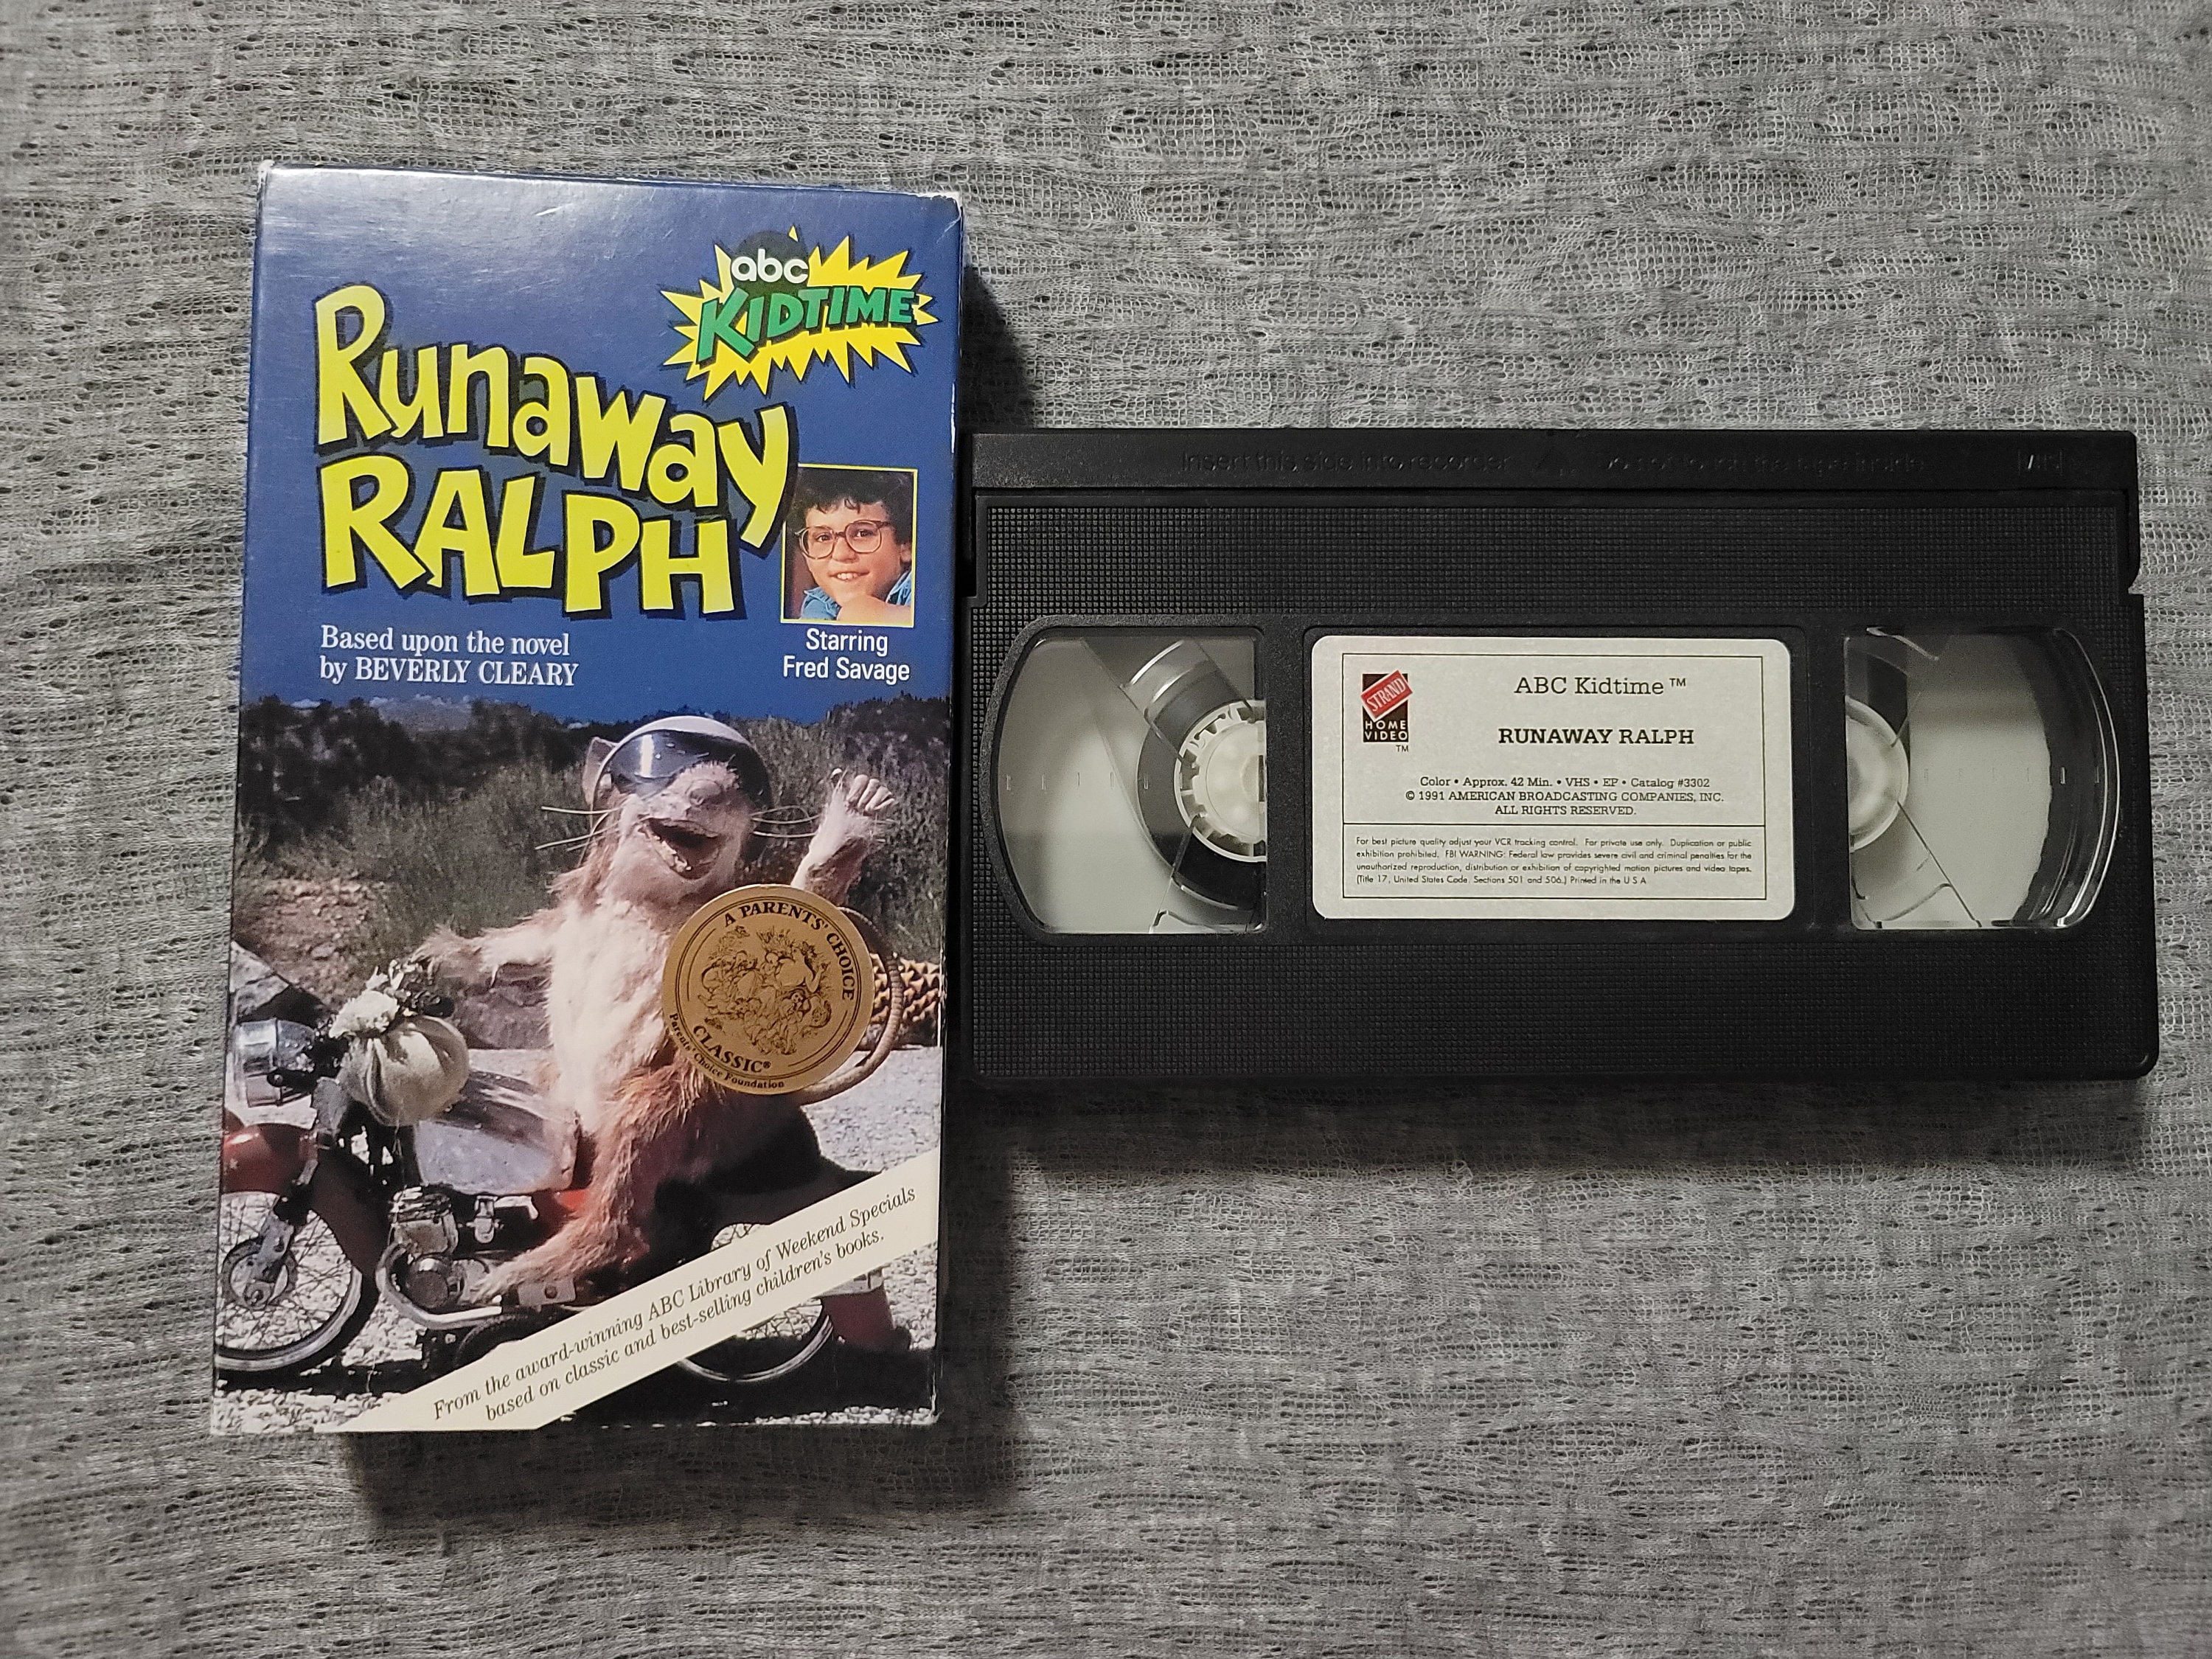 abc
KIDTIME
Runaway
RALPH
Based upon the novel
by BEVERLY CLEARY
Starring
Fred Savage
A PARENTS' CHOICE
CLASSIC®
Parents' Choice Foundation
From the award-winning ABC Library of Weekend Specials
based on classic and best-selling children's books.
Insert this side into recorder
STRAND
HOME
VIDEO
TM
ABC Kidtime™
RUNAWAY RALPH
Color • Approx. 42 Min. • VHS • EP • Catalog #3302
© 1991 AMERICAN BROADCASTING COMPANIES, INC.
ALL RIGHTS RESERVED.
For best picture quality adjust your VCR tracking control. For private use only. Duplication or public
exhibition prohibited. FBI WARNING: Federal law provides severe civil and criminal penalties for the
unauthorized reproduction, distribution or exhibition of copyrighted motion pictures and video tapes.
(Title 17, United States Code, Sections 501 and 506.) Printed in the U S A